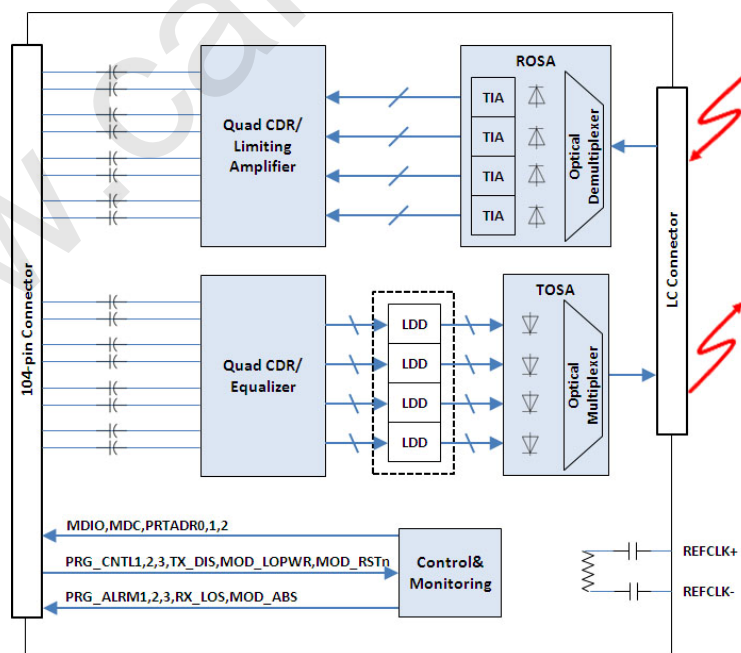 w.ca
104-pin Connector
Quad CDR/
Limiting
Amplifier
ROSA
TIA
TIA
TIA
TIA
Optical
Demultiplexer
LC Connector
Quad CDR/
Equalizer
LDD
LDD
LDD
LDD
TOSA
Optical
Multiplexer
MDIO,MDC,PRTADR0,1,2
PRG_CNTL1,2,3,TX_DIS,MOD_LOPWR,MOD_RSTn
PRG_ALRM1,2,3,RX_LOS,MOD_ABS
Control&
Monitoring
REFCLK+
REFCLK-